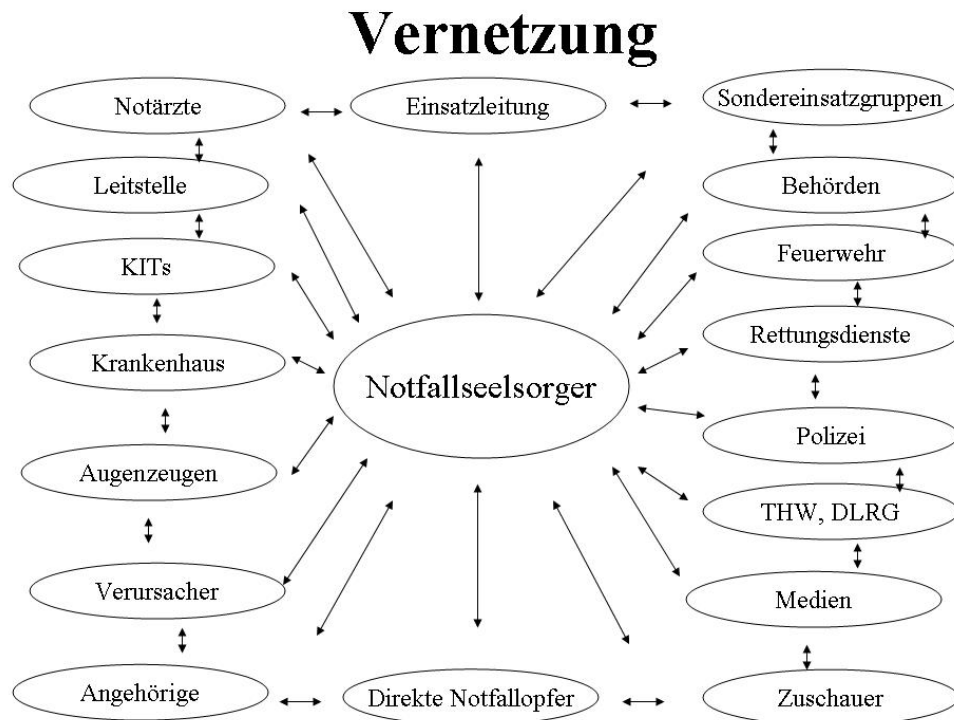 Vernetzung
Notärzte
Einsatzleitung
Sondereinsatzgruppen
Leitstelle
Behörden
KITs
Feuerwehr
Krankenhaus
Rettungsdienste
Notfallseelsorger
Augenzeugen
Polizei
THW, DLRG
Verursacher
Medien
Angehörige
Direkte Notfallopfer
Zuschauer